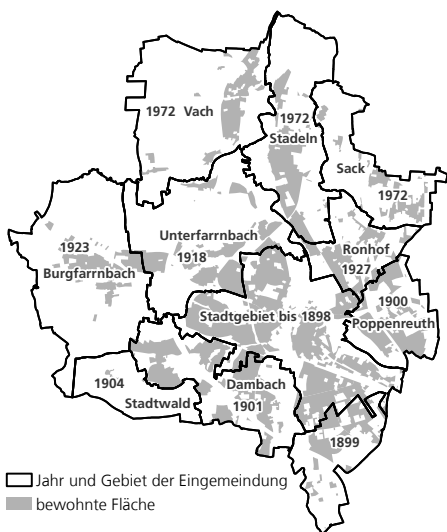 1972 Vach
1972
Stadeln
Sack
1972
1923
Burgfarrnbach
Unterfarrnbach
1918
Ronhof
1927
Stadtgebiet bis 1898
1900
Poppenreuth
1904
Stadtwald
Dambach
1901
1899
Jahr und Gebiet der Eingemeindung
bewohnte Fläche